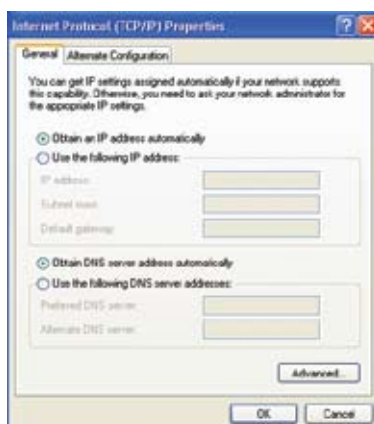 Internet Protocol (TCP/IP) Properties
General
Alternate Configuration
You can get IP settings assigned automatically if your network supports
this capability. Otherwise, you need to ask your network administrator for
the appropriate IP settings.
Obtain an IP address automatically
Use the following IP address:
IP address:
Subnet mask:
Default gateway:
Obtain DNS server address automatically
Use the following DNS server addresses:
Preferred DNS server:
Alternate DNS server:
Advanced...
OK
Cancel